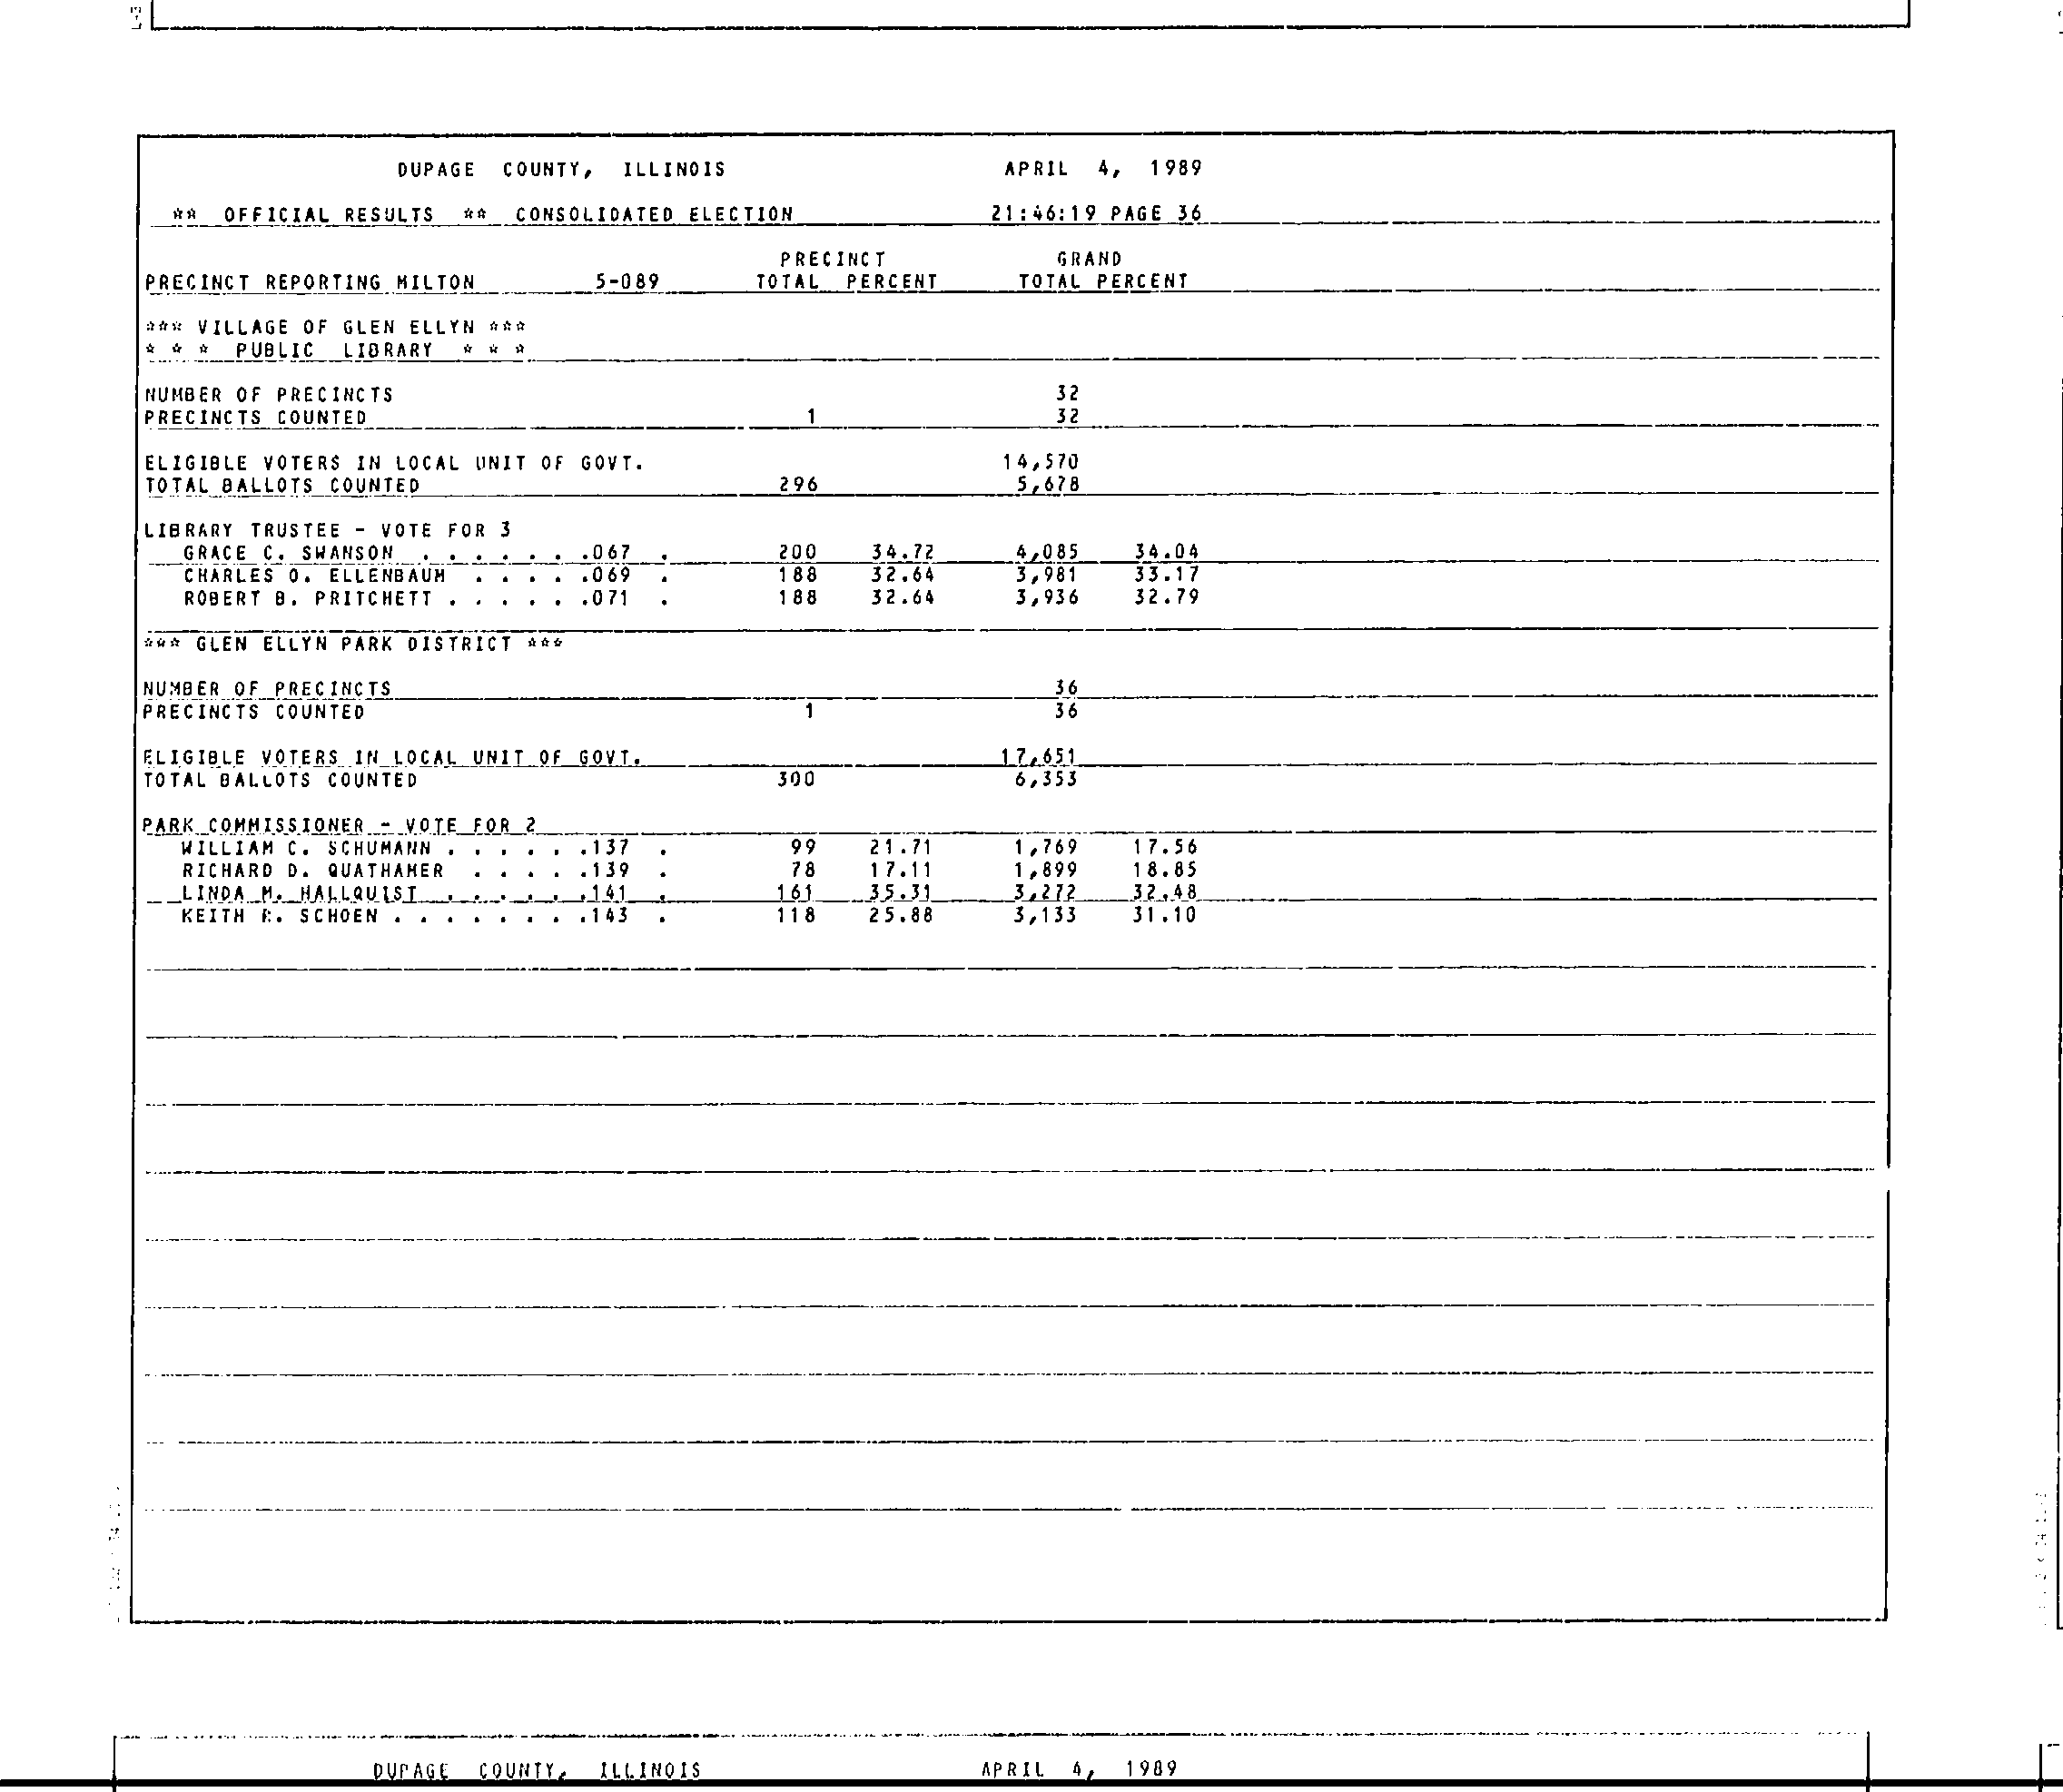 DUPAGE COUNTY, ILLINOIS APRIL 4, 1989
** OFFICIAL RESULTS ** CONSOLIDATED ELECTION 21:46:19 PAGE 36
PRECINCT GRAND
PRECINCT REPORTING MILTON 5-089 TOTAL PERCENT TOTAL PERCENT
*** VILLAGE OF GLEN ELLYN ***
* * * PUBLIC LIBRARY * * *
NUMBER OF PRECINCTS 32
PRECINCTS COUNTED 1 32
ELIGIBLE VOTERS IN LOCAL UNIT OF GOVT. 14,570
TOTAL BALLOTS COUNTED 296 5,678
LIBRARY TRUSTEE - VOTE FOR 3
GRACE C. SWANSON . . . . . . .067 . 200 34.72 4,085 34.04
CHARLES O. ELLENBAUM . . . . .069 . 188 32.64 3,981 33.17
ROBERT B. PRITCHETT . . . . . .071 . 188 32.64 3,936 32.79
*** GLEN ELLYN PARK DISTRICT ***
NUMBER OF PRECINCTS 36
PRECINCTS COUNTED 1 36
ELIGIBLE VOTERS IN LOCAL UNIT OF GOVT. 17,651
TOTAL BALLOTS COUNTED 300 6,353
PARK COMMISSIONER - VOTE FOR 2
WILLIAM C. SCHUMANN . . . . . .137 . 99 21.71 1,769 17.56
RICHARD D. QUATHAMER . . . . .139 . 78 17.11 1,899 18.85
LINDA M. HALLQUIST . . . . . .141 . 161 35.31 3,272 32.48
KEITH R. SCHOEN . . . . . . . .143 . 118 25.88 3,133 31.10
DUPAGE COUNTY, ILLINOIS APRIL 4, 1989